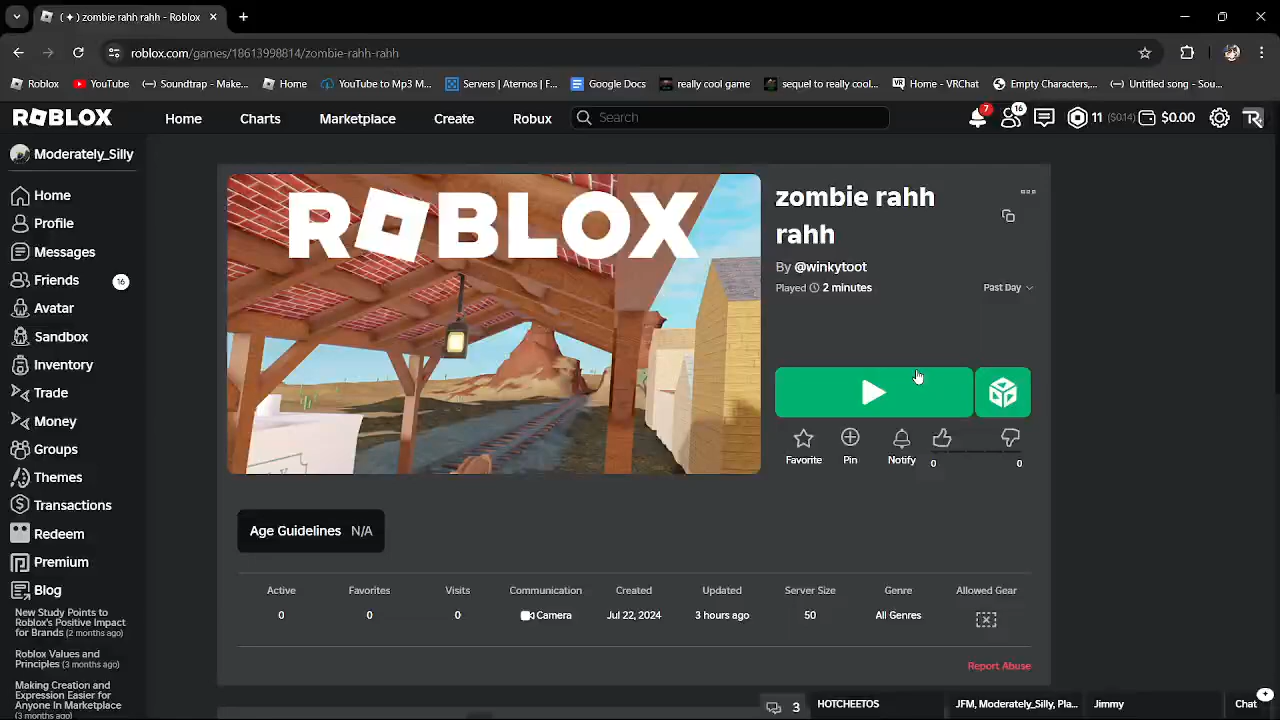 ( ✦ ) zombie rahh rahh - Roblox
roblox.com/games/18613998814/zombie-rahh-rahh
Roblox
YouTube
Soundtrap - Make...
Home
YouTube to Mp3 M...
Servers | Aternos | F...
Google Docs
really cool game
sequel to really cool...
Home - VRChat
Empty Characters,...
Untitled song - Sou...
ROBLOX
Home
Charts
Marketplace
Create
Robux
Search
7
16
11 ($0.14)
$0.00
Moderately_Silly
Home
Profile
Messages
Friends 16
Avatar
Sandbox
Inventory
Trade
Money
Groups
Themes
Transactions
Redeem
Premium
Blog
New Study Points to
Roblox's Positive Impact
for Brands (2 months ago)
Roblox Values and
Principles (3 months ago)
Making Creation and
Expression Easier for
Anyone In Marketplace
(3 months ago)
ROBLOX
zombie rahh
rahh
By @winkytoot
Played 2 minutes
Past Day
Favorite
Pin
Notify
0
0
Age Guidelines N/A
Active Favorites Visits Communication Created Updated Server Size Genre Allowed Gear
0 0 0 Camera Jul 22, 2024 3 hours ago 50 All Genres
Report Abuse
3
HOTCHEETOS
JFM, Moderately_Silly, Pla...
Jimmy
Chat